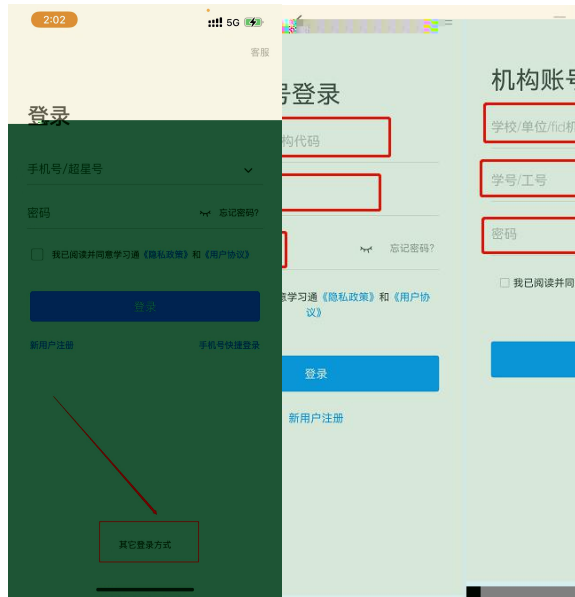 2:02
5G
客服
登录
手机号/超星号
密码
忘记密码?
我已阅读并同意学习通《隐私政策》和《用户协议》
登录
新用户注册
手机号快捷登录
其它登录方式
号登录
构代码
忘记密码?
意学习通《隐私政策》和《用户协
议》
登录
新用户注册
机构账号
学校/单位/fid机
学号/工号
密码
我已阅读并同